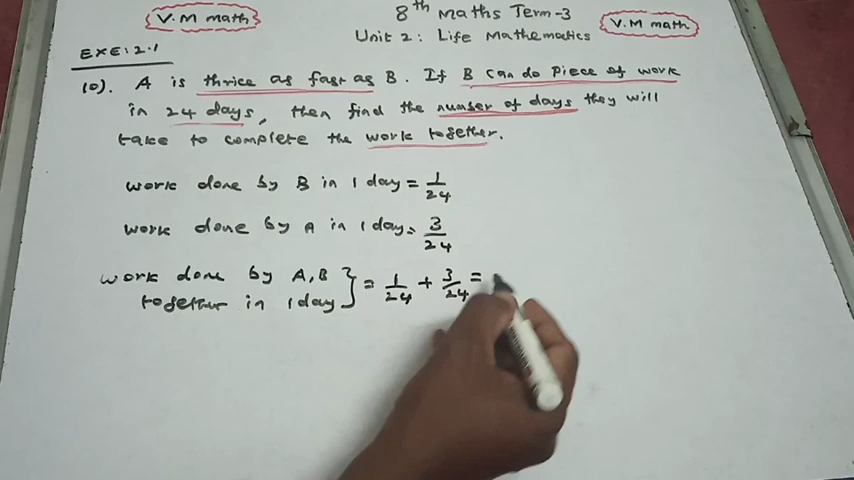 V.M math
8th Maths Term-3
V.M math
Unit 2: Life Mathematics
EXE:2.1
10). A is thrice as fast as B. If B can do piece of work
in 24 days, then find the number of days they will
take to complete the work together.
work done by B in 1 day = 1/24
work done by A in 1 day = 3/24
work done by A, B
together in 1 day } = 1/24 + 3/24 =